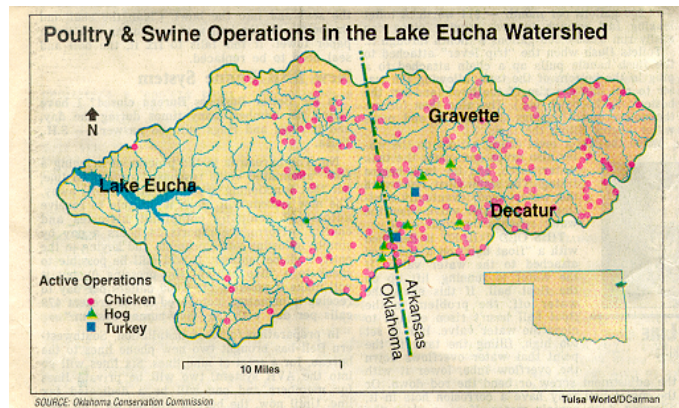 Poultry & Swine Operations in the Lake Eucha Watershed
N
Gravette
Lake Eucha
Decatur
Active Operations
Chicken
Hog
Turkey
Arkansas
Oklahoma
10 Miles
SOURCE: Oklahoma Conservation Commission
Tulsa World/DCarman